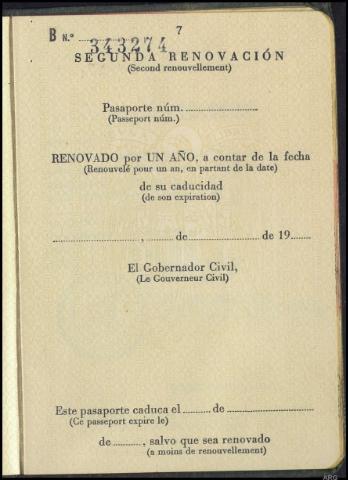 7
B N.º 343274
SEGUNDA RENOVACIÓN
(Second renouvellement)
Pasaporte núm. ....................
(Passeport núm.)
RENOVADO por UN AÑO, a contar de la fecha
(Renouvelé pour un an, en partant de la date)
de su caducidad
(de son expiration)
...................., ........ de .................... de 19.......
El Gobernador Civil,
(Le Gouverneur Civil)
Este pasaporte caduca el ......... de ....................
(Ce passeport expire le)
de ........., salvo que sea renovado
(a moins de renouvellement)
ARG